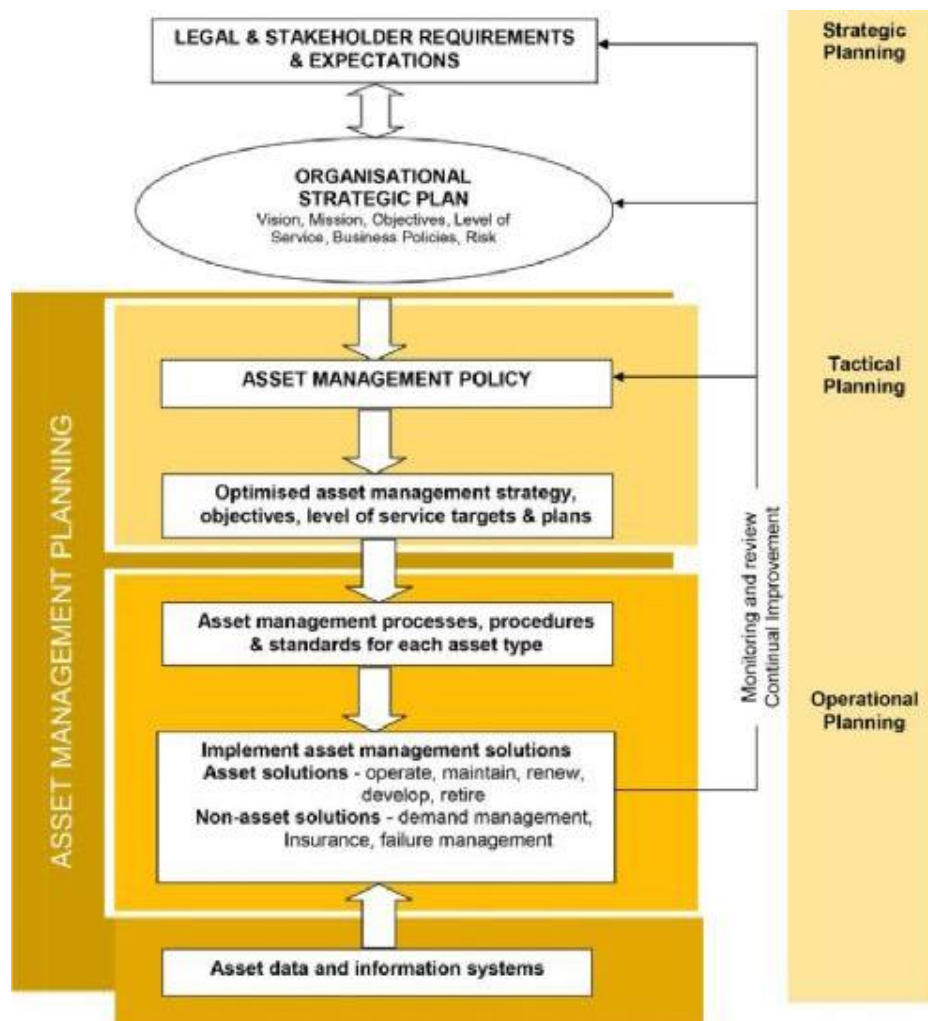 LEGAL & STAKEHOLDER REQUIREMENTS
& EXPECTATIONS
Strategic
Planning
ORGANISATIONAL
STRATEGIC PLAN
Vision, Mission, Objectives, Level of
Service, Business Policies, Risk
ASSET MANAGEMENT POLICY
Tactical
Planning
Optimised asset management strategy,
objectives, level of service targets & plans
ASSET MANAGEMENT PLANNING
Asset management processes, procedures
& standards for each asset type
Monitoring and review
Continual Improvement
Operational
Planning
Implement asset management solutions
Asset solutions - operate, maintain, renew,
develop, retire
Non-asset solutions - demand management,
Insurance, failure management
Asset data and information systems